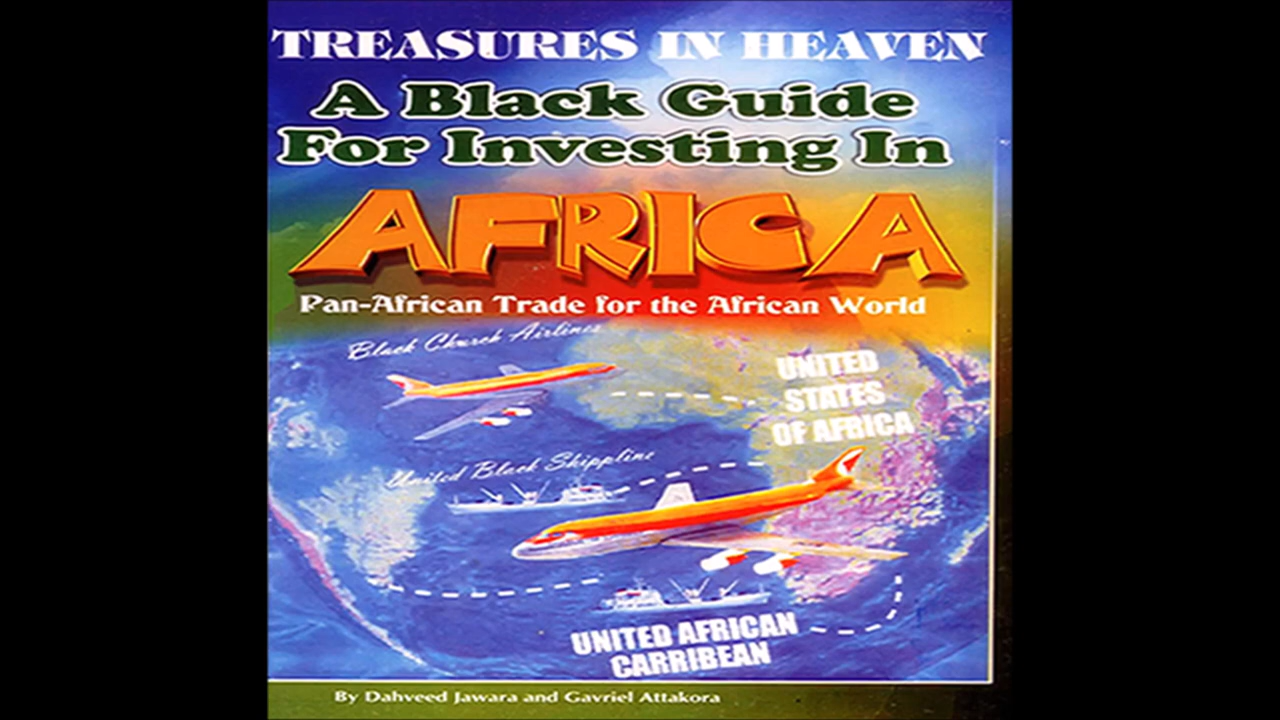 TREASURES IN HEAVEN
A Black Guide
For Investing In
AFRICA
Pan-African Trade for the African World
Black Church Airlines
UNITED
STATES
OF AFRICA
United Black Shippline
UNITED AFRICAN
CARRIBEAN
By Dahveed Jawara and Gavriel Attakora